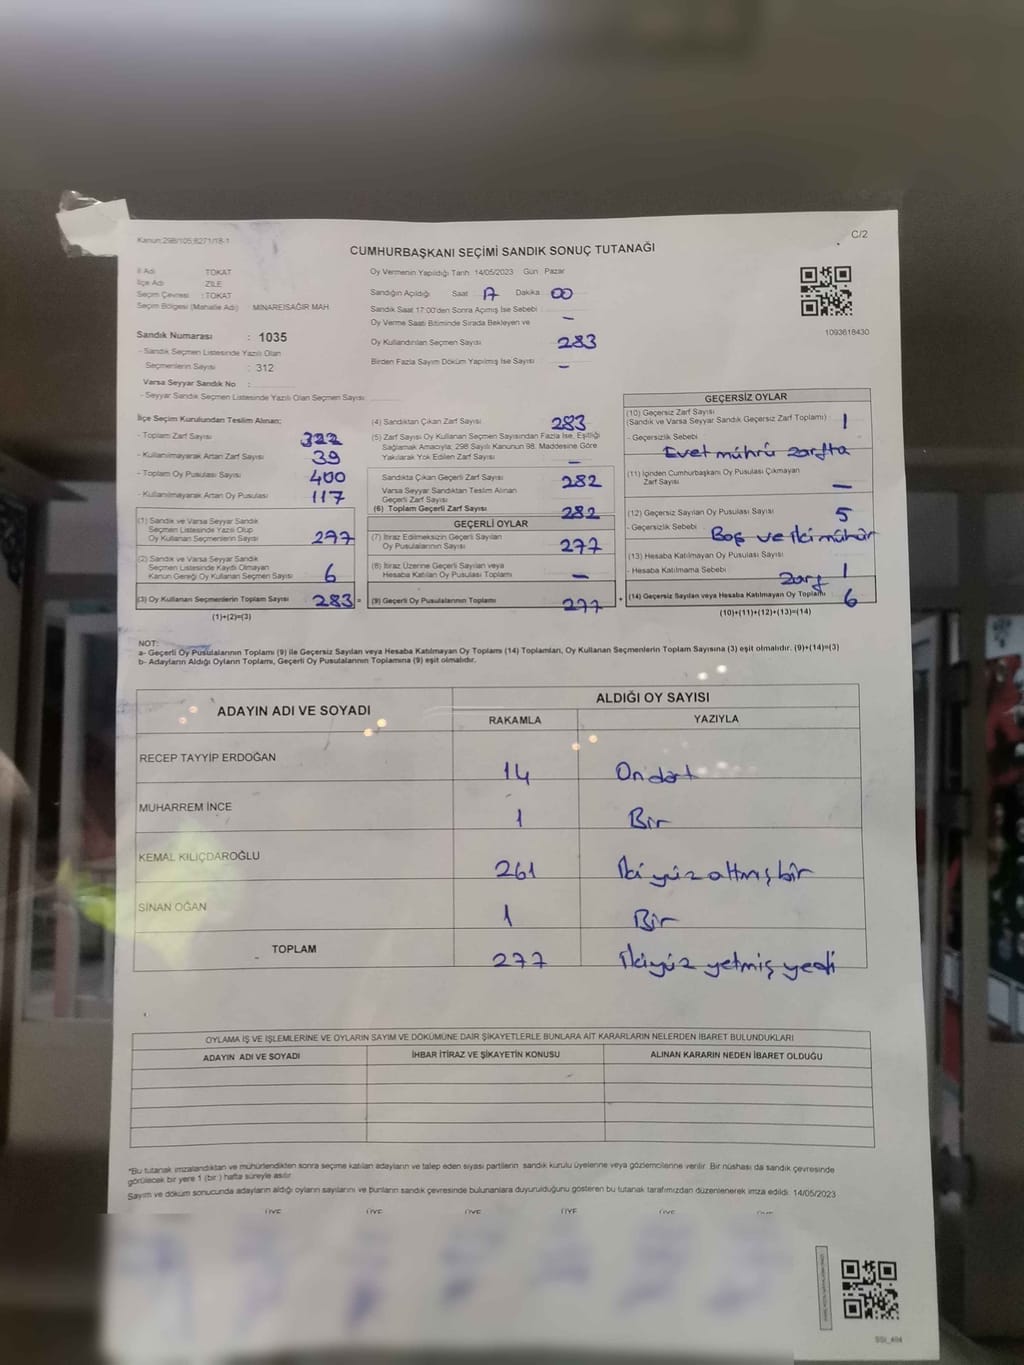 Kanun:298/105;6271/18-1
C/2
CUMHURBAŞKANI SEÇİMİ SANDIK SONUÇ TUTANAĞI
İl Adı TOKAT
İlçe Adı ZİLE
Seçim Çevresi : TOKAT
Seçim Bölgesi (Mahalle Adı) MİNAREİSAĞIR MAH
Sandık Numarası : 1035
- Sandık Seçmen Listesinde Yazılı Olan
Seçmenlerin Sayısı : 312
Varsa Seyyar Sandık No :
- Seyyar Sandık Seçmen Listesinde Yazılı Olan Seçmen Sayısı
Oy Vermenin Yapıldığı Tarih 14/05/2023 Gün Pazar
Sandığın Açıldığı Saat 17 Dakika 00
Sandık Saat 17:00'den Sonra Açılmış İse Sebebi
Oy Verme Saati Bitiminde Sırada Bekleyen ve –
Oy Kullandırılan Seçmen Sayısı 283
Birden Fazla Sayım Döküm Yapılmış İse Sayısı –
1093618430
İlçe Seçim Kurulundan Teslim Alınan;
- Toplam Zarf Sayısı 322
- Kullanılmayarak Artan Zarf Sayısı 39
- Toplam Oy Pusulası Sayısı 400
- Kullanılmayarak Artan Oy Pusulası 117
(1) Sandık ve Varsa Seyyar Sandık
Seçmen Listesinde Yazılı Olup
Oy Kullanan Seçmenlerin Sayısı 277
(2) Sandık ve Varsa Seyyar Sandık
Seçmen Listesinde Kaydı Olmayan
Kanun Gereği Oy Kullanan Seçmen Sayısı 6
(3) Oy Kullanan Seçmenlerin Toplam Sayısı 283 =
(1)+(2)=(3)
(4) Sandıktan Çıkan Zarf Sayısı 283
(5) Zarf Sayısı Oy Kullanan Seçmen Sayısından Fazla İse, Eşitliği
Sağlamak Amacıyla; 298 Sayılı Kanunun 98. Maddesine Göre
Yakılarak Yok Edilen Zarf Sayısı –
Sandıkta Çıkan Geçerli Zarf Sayısı 282
Varsa Seyyar Sandıktan Teslim Alınan
Geçerli Zarf Sayısı
(6) Toplam Geçerli Zarf Sayısı 282
GEÇERLİ OYLAR
(7) İtiraz Edilmeksizin Geçerli Sayılan
Oy Pusulalarının Sayısı 277
(8) İtiraz Üzerine Geçerli Sayılan veya
Hesaba Katılan Oy Pusulası Toplamı –
(9) Geçerli Oy Pusulalarının Toplamı 277 +
GEÇERSİZ OYLAR
(10) Geçersiz Zarf Sayısı
(Sandık ve Varsa Seyyar Sandık Geçersiz Zarf Toplamı) 1
- Geçersizlik Sebebi
Evet mührü zarfta
(11) İçinden Cumhurbaşkanı Oy Pusulası Çıkmayan
Zarf Sayısı –
(12) Geçersiz Sayılan Oy Pusulası Sayısı 5
- Geçersizlik Sebebi Boş ve iki mühür
(13) Hesaba Katılmayan Oy Pusulası Sayısı
- Hesaba Katılmama Sebebi Zarf 1
(14) Geçersiz Sayılan veya Hesaba Katılmayan Oy Toplamı 6
(10)+(11)+(12)+(13)=(14)
NOT:
a- Geçerli Oy Pusulalarının Toplamı (9) ile Geçersiz Sayılan veya Hesaba Katılmayan Oy Toplamı (14) Toplamları, Oy Kullanan Seçmenlerin Toplam Sayısına (3) eşit olmalıdır. (9)+(14)=(3)
b- Adayların Aldığı Oyların Toplamı, Geçerli Oy Pusulalarının Toplamına (9) eşit olmalıdır.
ADAYIN ADI VE SOYADI
ALDIĞI OY SAYISI
RAKAMLA YAZIYLA
RECEP TAYYİP ERDOĞAN 14 On dört
MUHARREM İNCE 1 Bir
KEMAL KILIÇDAROĞLU 261 İki yüz altmış bir
SİNAN OĞAN 1 Bir
TOPLAM 277 İkiyüz yetmiş yedi
OYLAMA İŞ VE İŞLEMLERİNE VE OYLARIN SAYIM VE DÖKÜMÜNE DAİR ŞİKAYETLERLE BUNLARA AİT KARARLARIN NELERDEN İBARET BULUNDUKLARI
ADAYIN ADI VE SOYADI İHBAR İTİRAZ VE ŞİKAYETİN KONUSU ALINAN KARARIN NEDEN İBARET OLDUĞU
*Bu tutanak imzalandıktan ve mühürlendikten sonra seçime katılan adayların ve talep eden siyasi partilerin sandık kurulu üyelerine veya gözlemcilerine verilir. Bir nüshası da sandık çevresinde
görülecek bir yere 1 (bir ) hafta süreyle asılır
Sayım ve döküm sonucunda adayların aldığı oyların sayılarını ve bunların sandık çevresinde bulunanlara duyurulduğunu gösteren bu tutanak tarafımızdan düzenlenerek imza edildi. 14/05/2023
ÜYE ÜYE ÜYE ÜYE ÜYE ÜYE